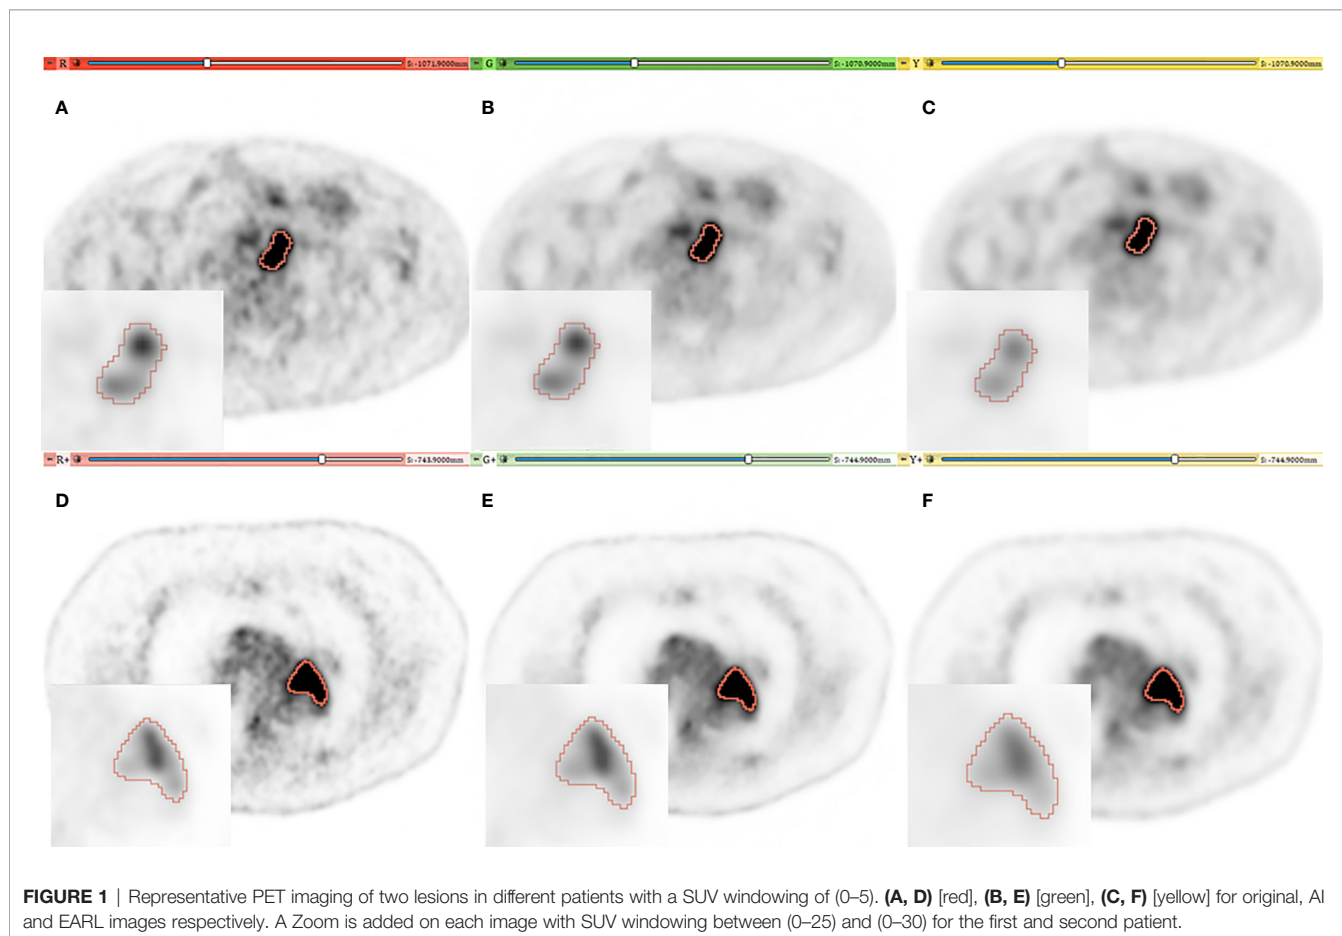 R S: -1071.9000mm G S: -1070.9000mm Y S: -1070.9000mm
A B C
R+ S: -743.9000mm G+ S: -744.9000mm Y+ S: -744.9000mm
D E F
FIGURE 1 | Representative PET imaging of two lesions in different patients with a SUV windowing of (0–5). (A, D) [red], (B, E) [green], (C, F) [yellow] for original, AI
and EARL images respectively. A Zoom is added on each image with SUV windowing between (0–25) and (0–30) for the first and second patient.